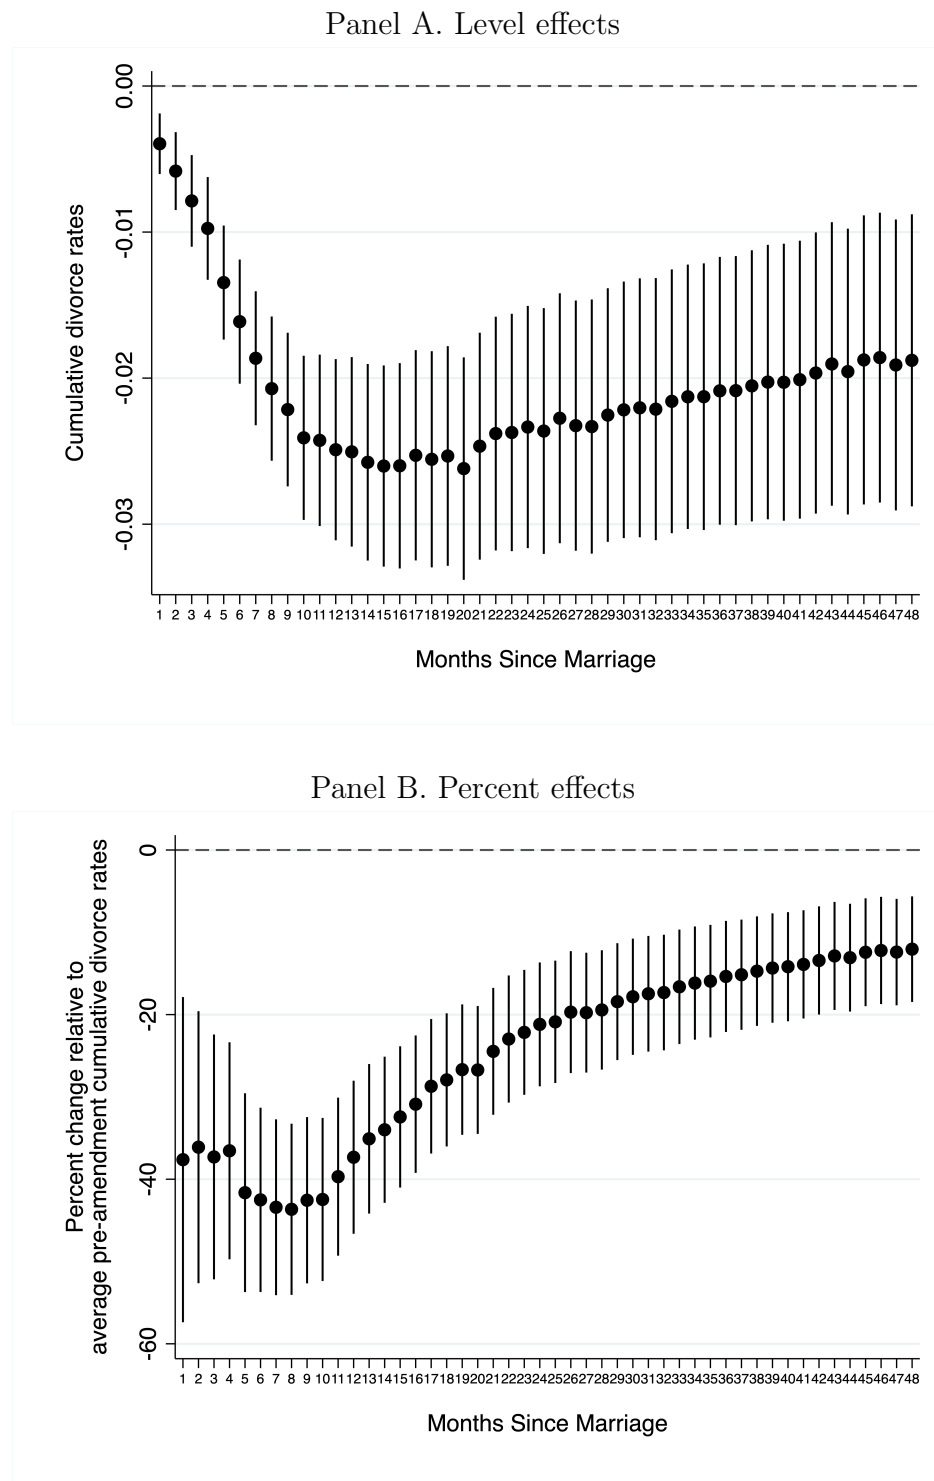 Panel A. Level effects
Cumulative divorce rates
0.00
-0.01
-0.02
-0.03
1 2 3 4 5 6 7 8 9 10 11 12 13 14 15 16 17 18 19 20 21 22 23 24 25 26 27 28 29 30 31 32 33 34 35 36 37 38 39 40 41 42 43 44 45 46 47 48
Months Since Marriage
Panel B. Percent effects
Percent change relative to
average pre-amendment cumulative divorce rates
0
-20
-40
-60
1 2 3 4 5 6 7 8 9 10 11 12 13 14 15 16 17 18 19 20 21 22 23 24 25 26 27 28 29 30 31 32 33 34 35 36 37 38 39 40 41 42 43 44 45 46 47 48
Months Since Marriage